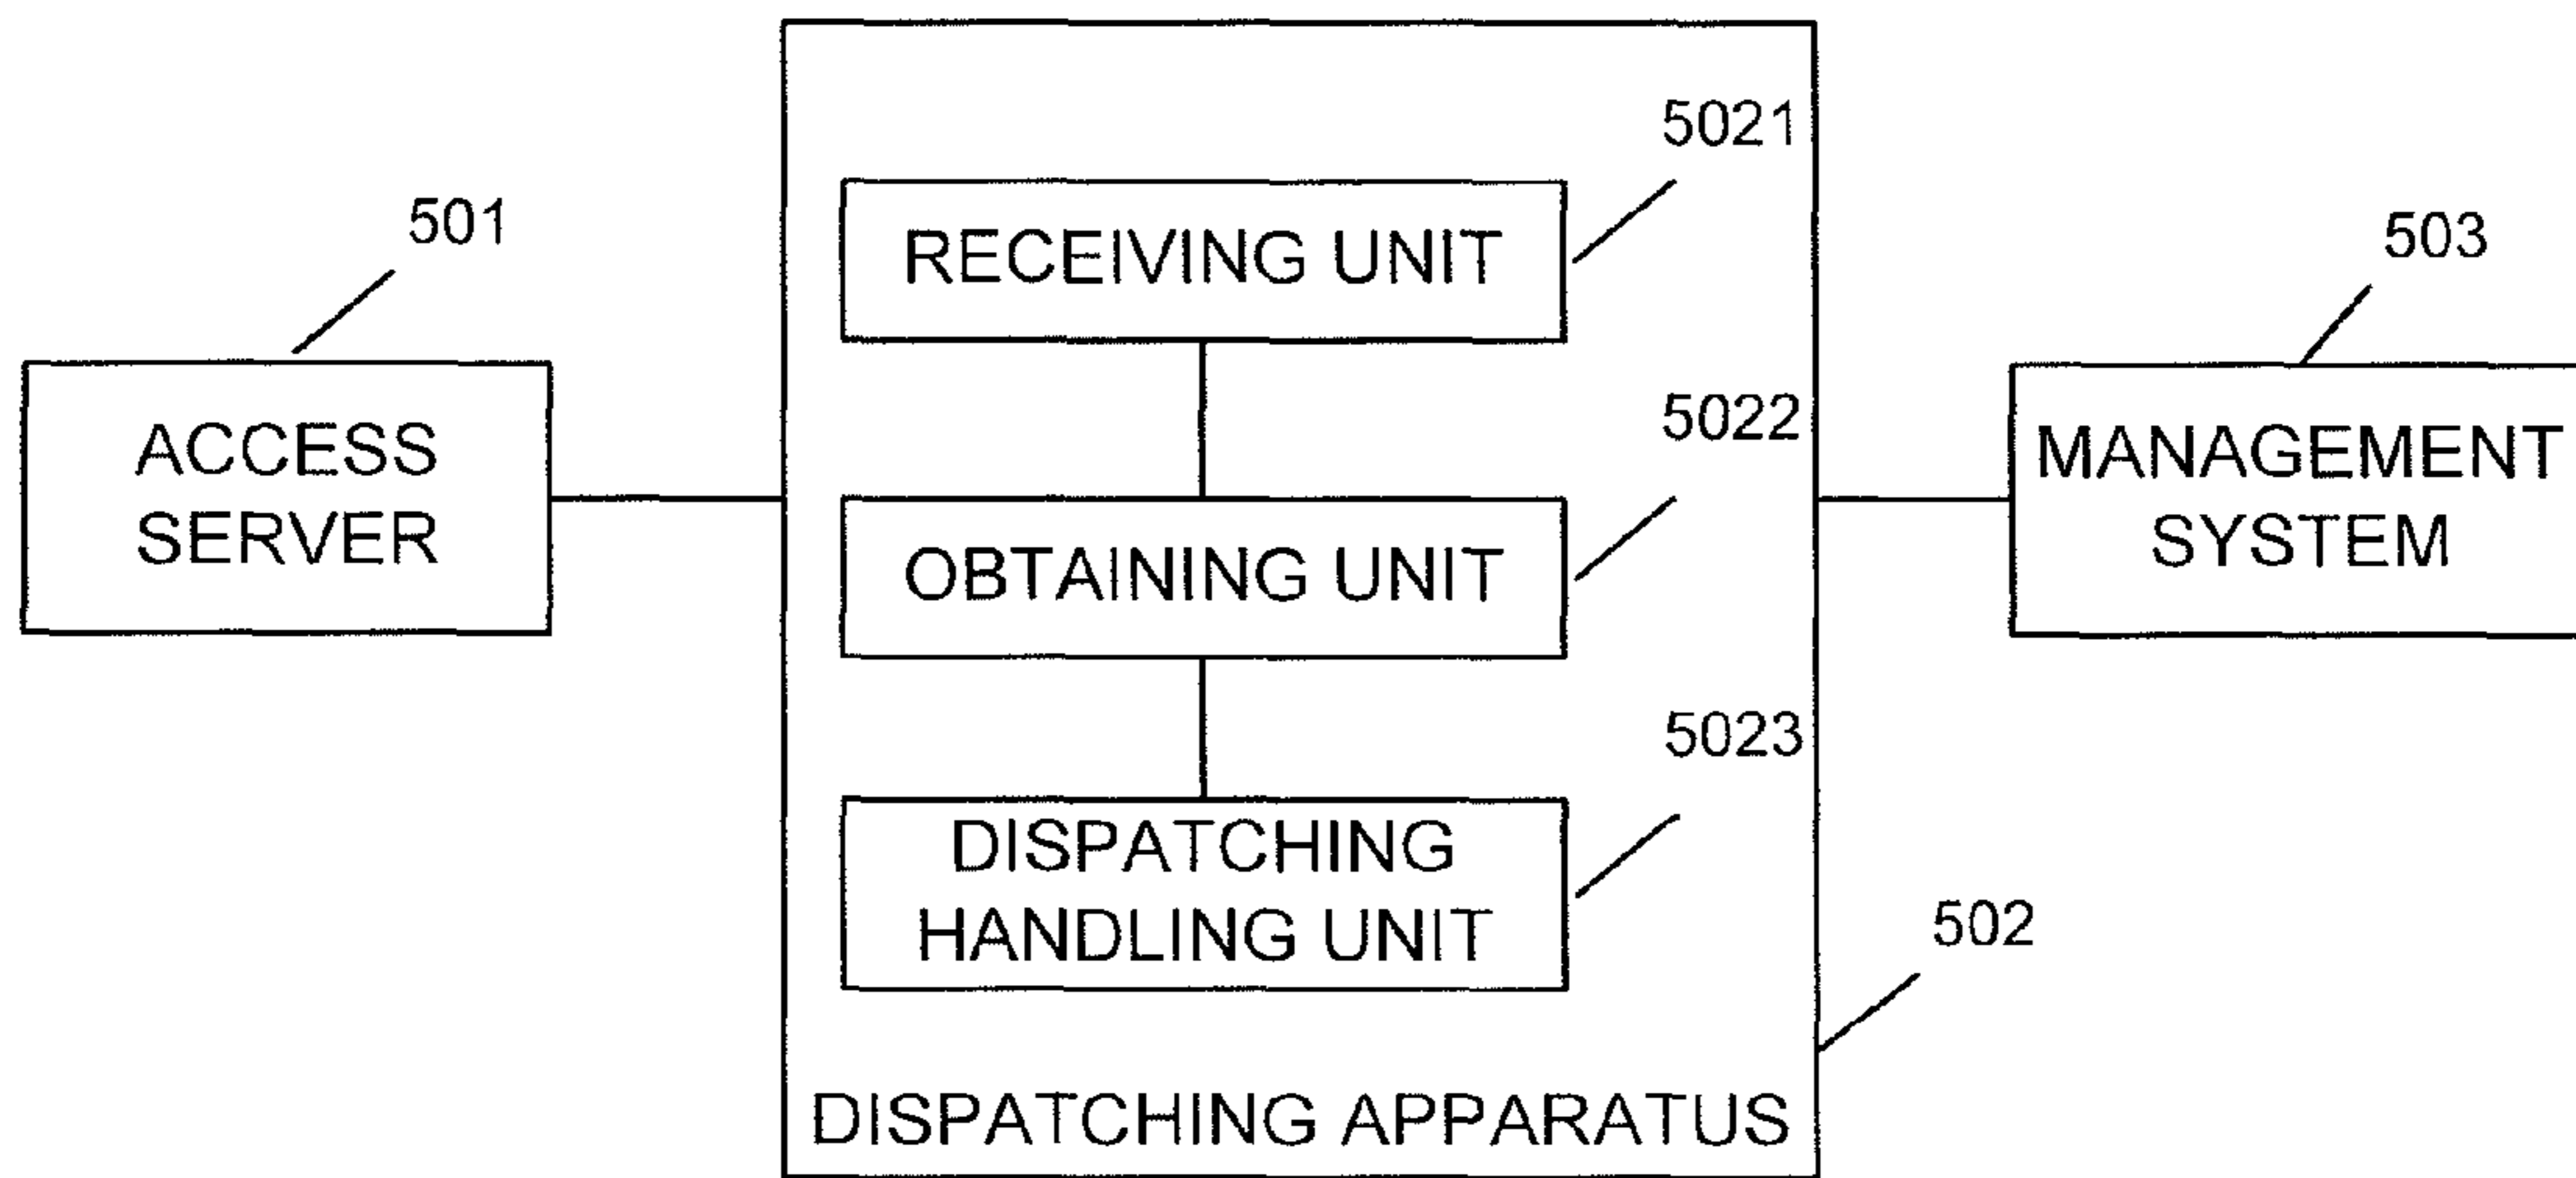 501
ACCESS
SERVER
5021
RECEIVING UNIT
5022
OBTAINING UNIT
5023
DISPATCHING
HANDLING UNIT
502
DISPATCHING APPARATUS
503
MANAGEMENT
SYSTEM